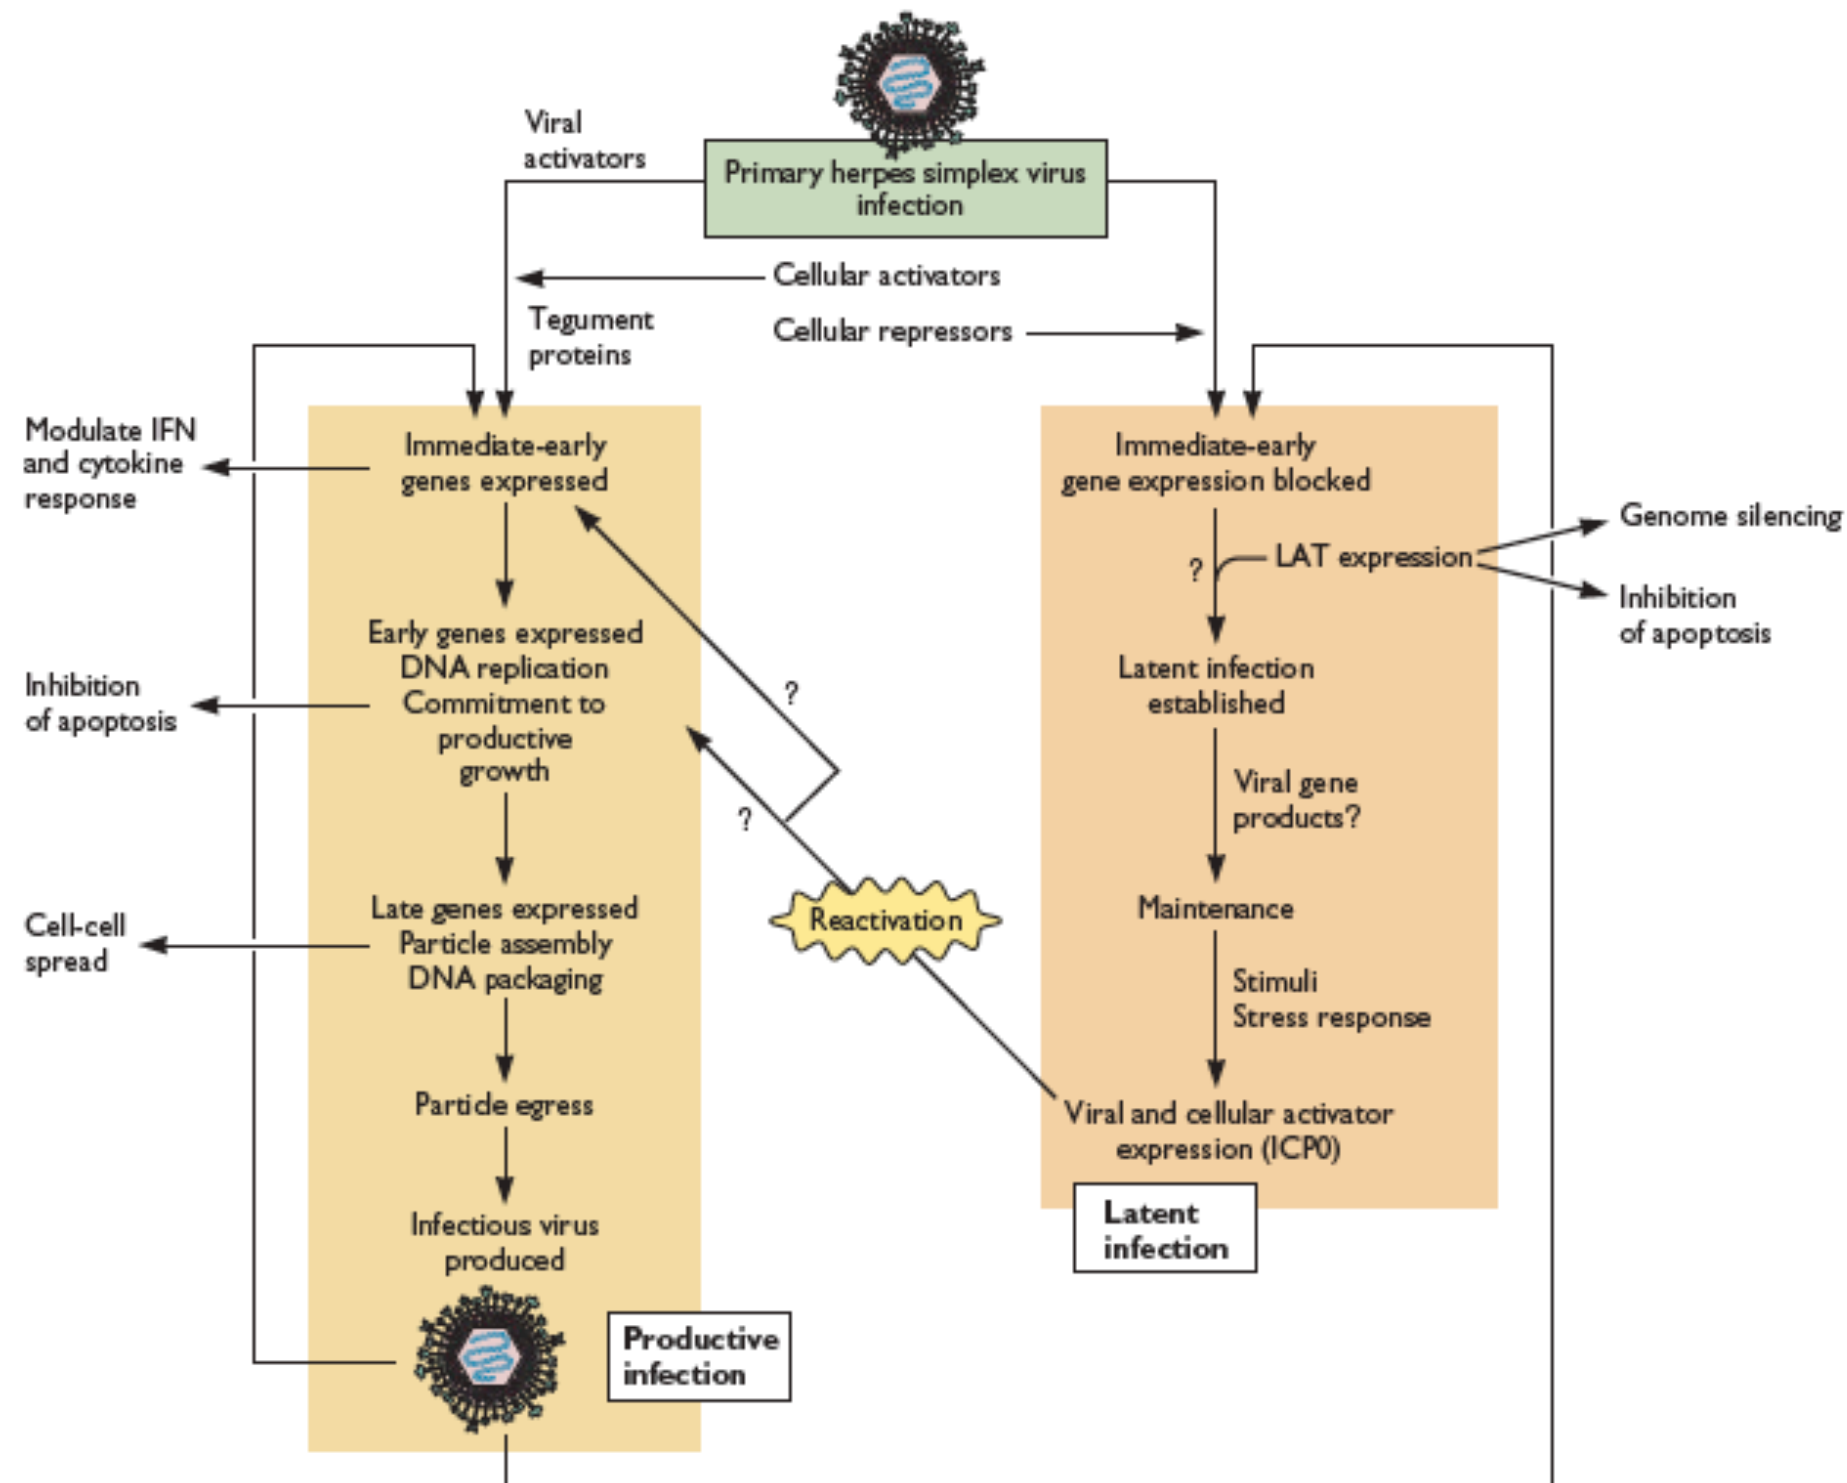 Viral
activators
Primary herpes simplex virus
infection
Cellular activators
Tegument
proteins
Cellular repressors
Modulate IFN
and cytokine
response
Immediate-early
genes expressed
Early genes expressed
DNA replication
Commitment to
productive
growth
Inhibition
of apoptosis
Late genes expressed
Particle assembly
DNA packaging
Cell-cell
spread
Particle egress
Infectious virus
produced
Productive
infection
?
?
Reactivation
Immediate-early
gene expression blocked
?
LAT expression
Genome silencing
Inhibition
of apoptosis
Latent infection
established
Viral gene
products?
Maintenance
Stimuli
Stress response
Viral and cellular activator
expression (ICP0)
Latent
infection